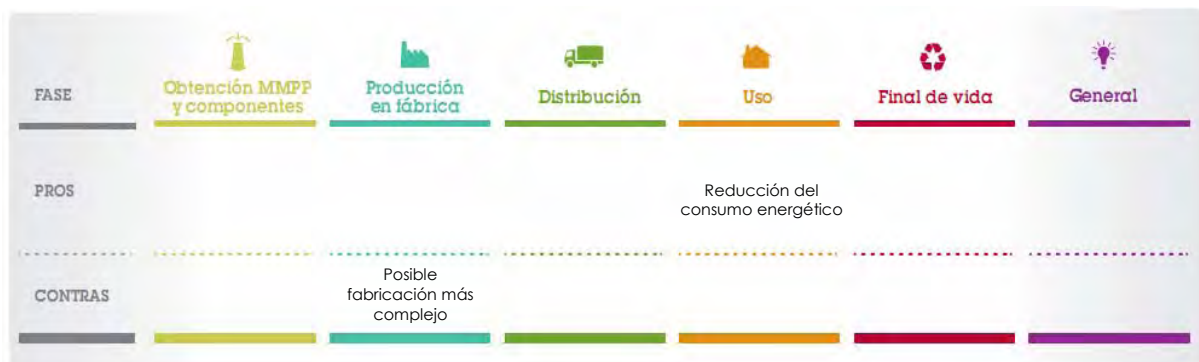 FASE
Obtención MMPP
y componentes
Producción
en fábrica
Distribución
Uso
Final de vida
General
PROS
Reducción del
consumo energético
CONTRAS
Posible
fabricación más
complejo